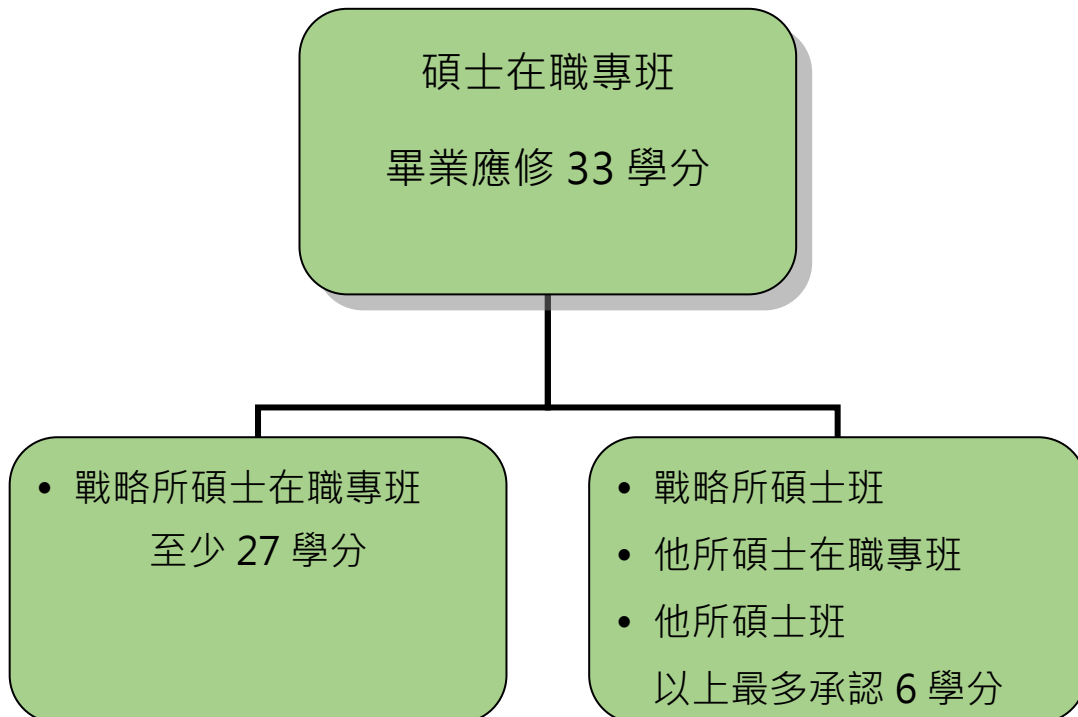 碩士在職專班
畢業應修 33 學分
• 戰略所碩士在職專班
至少 27 學分
• 戰略所碩士班
• 他所碩士在職專班
• 他所碩士班
以上最多承認 6 學分